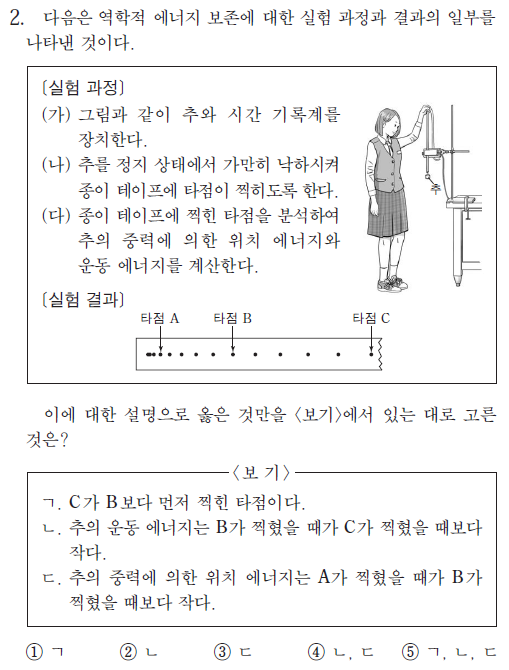 2. 다음은 역학적 에너지 보존에 대한 실험 과정과 결과의 일부를
나타낸 것이다.
〔실험 과정〕
(가) 그림과 같이 추와 시간 기록계를
장치한다.
(나) 추를 정지 상태에서 가만히 낙하시켜
종이 테이프에 타점이 찍히도록 한다.
(다) 종이 테이프에 찍힌 타점을 분석하여
추의 중력에 의한 위치 에너지와
운동 에너지를 계산한다.
〔실험 결과〕
타점 A 타점 B 타점 C
이에 대한 설명으로 옳은 것만을 〈보기〉에서 있는 대로 고른
것은?
〈보 기〉
ㄱ. C가 B보다 먼저 찍힌 타점이다.
ㄴ. 추의 운동 에너지는 B가 찍혔을 때가 C가 찍혔을 때보다
작다.
ㄷ. 추의 중력에 의한 위치 에너지는 A가 찍혔을 때가 B가
찍혔을 때보다 작다.
① ㄱ ② ㄴ ③ ㄷ ④ ㄴ, ㄷ ⑤ ㄱ, ㄴ, ㄷ